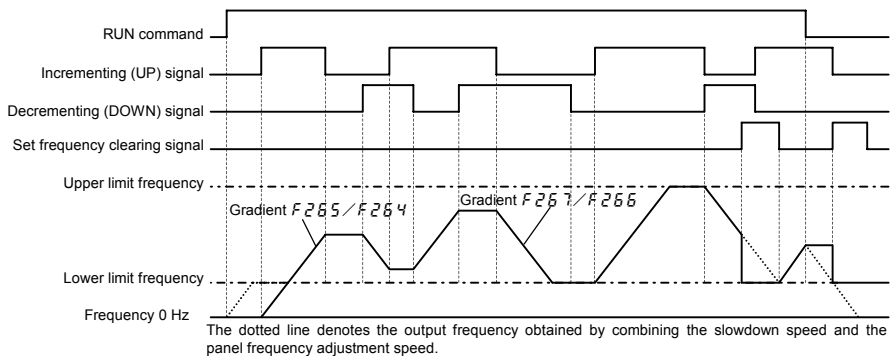 RUN command
Incrementing (UP) signal
Decrementing (DOWN) signal
Set frequency clearing signal
Upper limit frequency
Gradient F265/F264
Gradient F267/F266
Lower limit frequency
Frequency 0 Hz
The dotted line denotes the output frequency obtained by combining the slowdown speed and the
panel frequency adjustment speed.